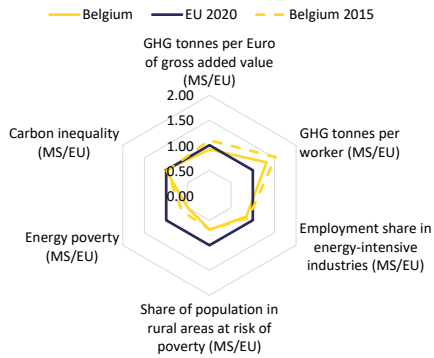 Belgium EU 2020 Belgium 2015
GHG tonnes per Euro
of gross added value
(MS/EU)
2.00
1.50
1.00
0.50
0.00
GHG tonnes per
worker (MS/EU)
Employment share in
energy-intensive
industries (MS/EU)
Share of population in
rural areas at risk of
poverty (MS/EU)
Energy poverty
(MS/EU)
Carbon inequality
(MS/EU)